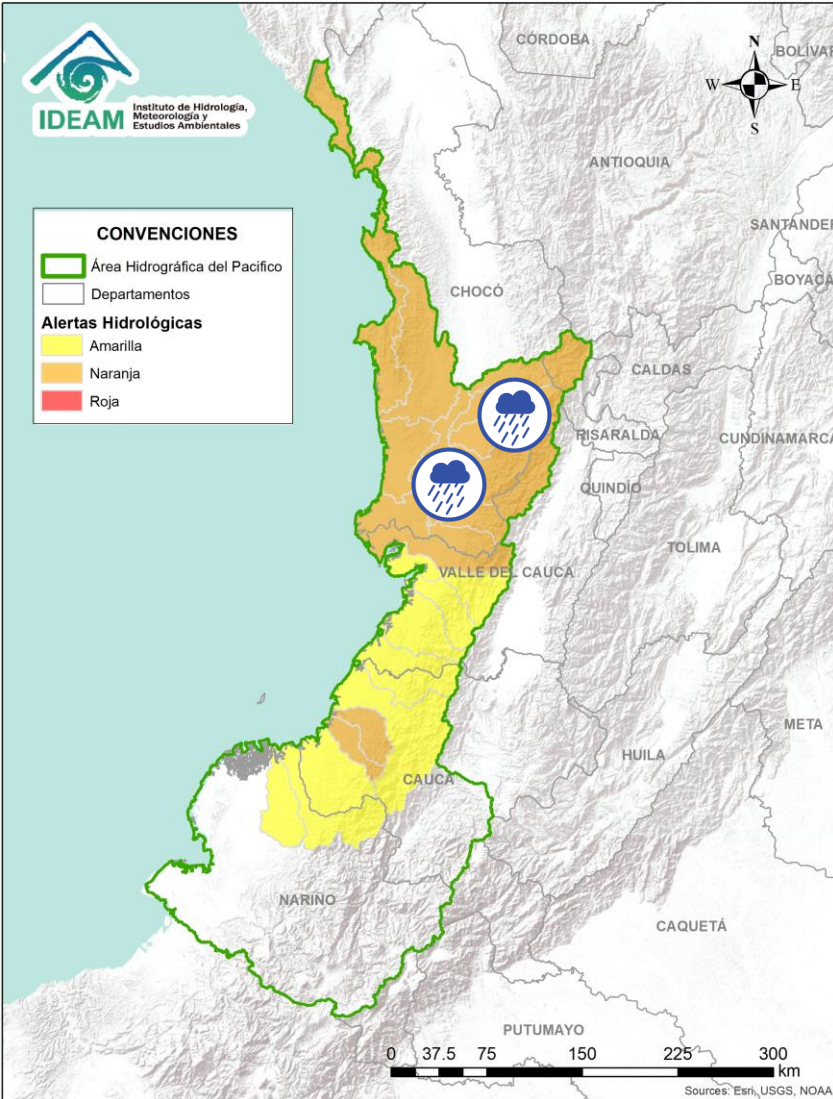 IDEAM
Instituto de Hidrología,
Meteorología y
Estudios Ambientales
CÓRDOBA
BOLÍVAR
N
W
E
S
ANTIOQUIA
SANTANDER
BOYACÁ
CONVENCIONES
Área Hidrográfica del Pacifico
Departamentos
Alertas Hidrológicas
Amarilla
Naranja
Roja
CHOCÓ
CALDAS
RISARALDA
CUNDINAMARCA
QUINDÍO
TOLIMA
VALLE DEL CAUCA
META
HUILA
CAUCA
NARIÑO
CAQUETÁ
PUTUMAYO
0 37.5 75 150 225 300
km
Sources: Esri, USGS, NOAA